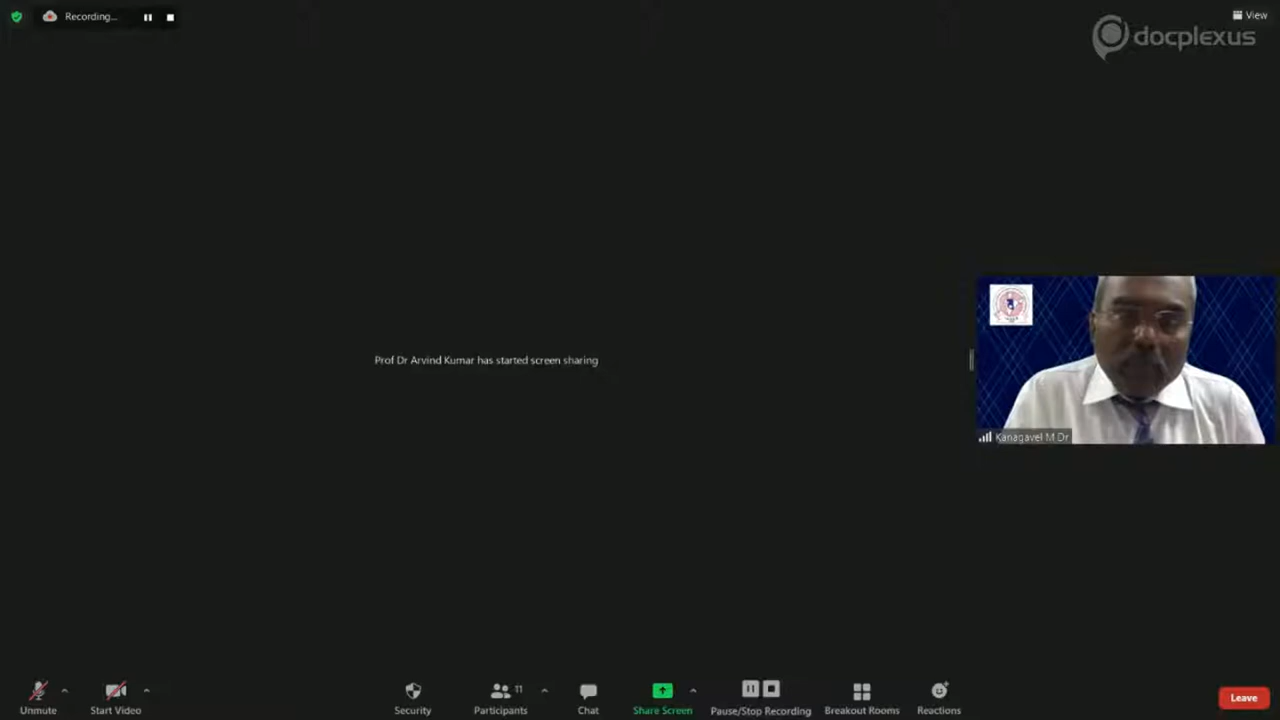 Recording...
View
docplexus
Prof Dr Arvind Kumar has started screen sharing
Kanagavel M Dr
Unmute
Start Video
Security
11
Participants
Chat
Share Screen
Pause/Stop Recording
Breakout Rooms
Reactions
Leave